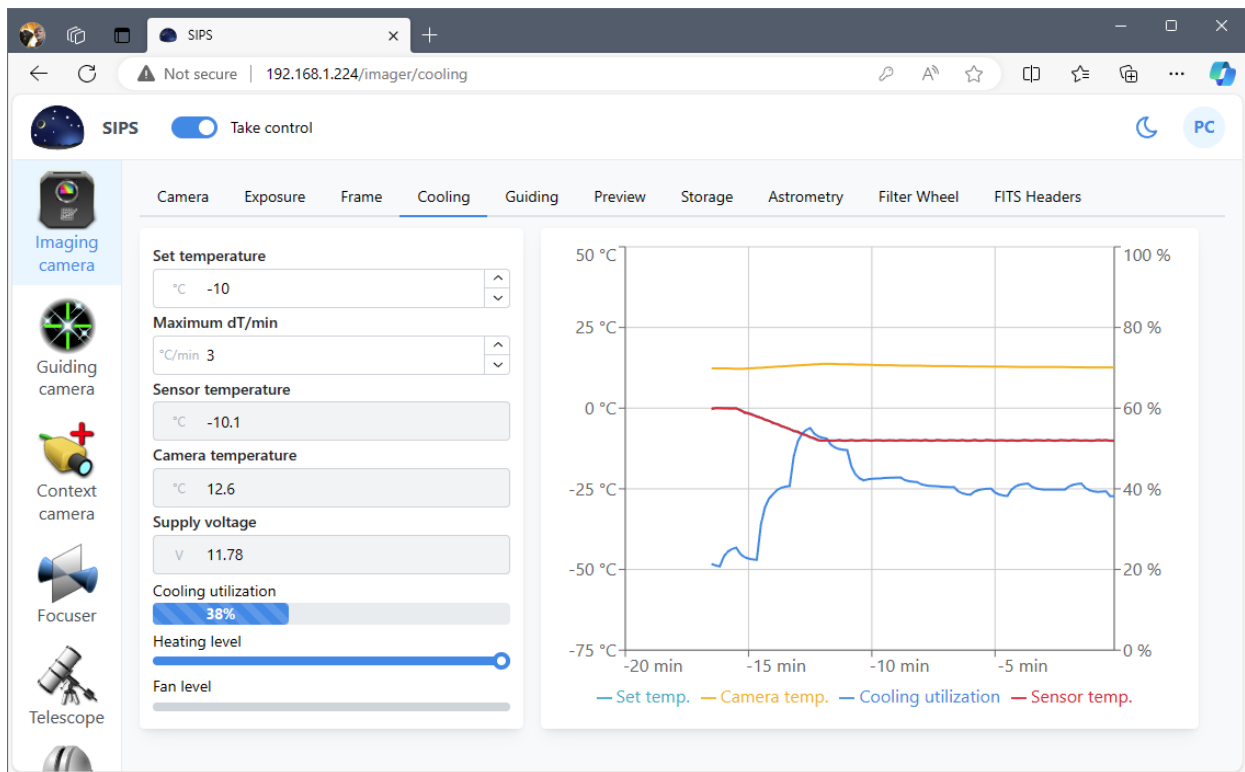 SIPS
Not secure 192.168.1.224/imager/cooling
SIPS Take control PC
Camera Exposure Frame Cooling Guiding Preview Storage Astrometry Filter Wheel FITS Headers
Imaging camera
Guiding camera
Context camera
Focuser
Telescope
Set temperature
°C -10
Maximum dT/min
°C/min 3
Sensor temperature
°C -10.1
Camera temperature
°C 12.6
Supply voltage
V 11.78
Cooling utilization
38%
Heating level
Fan level
50 °C 100 %
25 °C 80 %
0 °C 60 %
-25 °C 40 %
-50 °C 20 %
-75 °C 0 %
-20 min -15 min -10 min -5 min
Set temp. Camera temp. Cooling utilization Sensor temp.